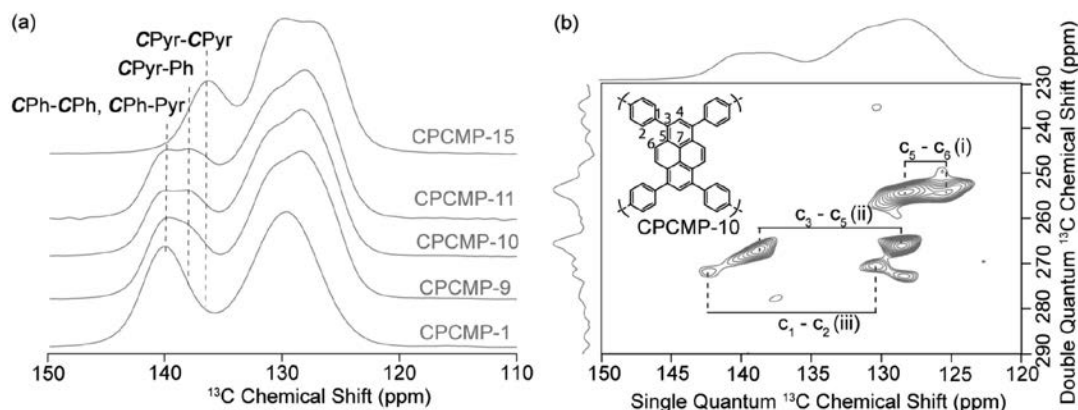 (a)
CPyr-CPyr
CPyr-Ph
CPh-CPh, CPh-Pyr
CPCMP-15
CPCMP-11
CPCMP-10
CPCMP-9
CPCMP-1
150 140 130 120 110
¹³C Chemical Shift (ppm)
(b)
1
2
3
4
5
6
7
CPCMP-10
c₅ - c₆ (i)
c₃ - c₅ (ii)
c₁ - c₂ (iii)
230
240
250
260
270
280
290
Double Quantum ¹³C Chemical Shift (ppm)
150 145 140 135 130 125 120
Single Quantum ¹³C Chemical Shift (ppm)